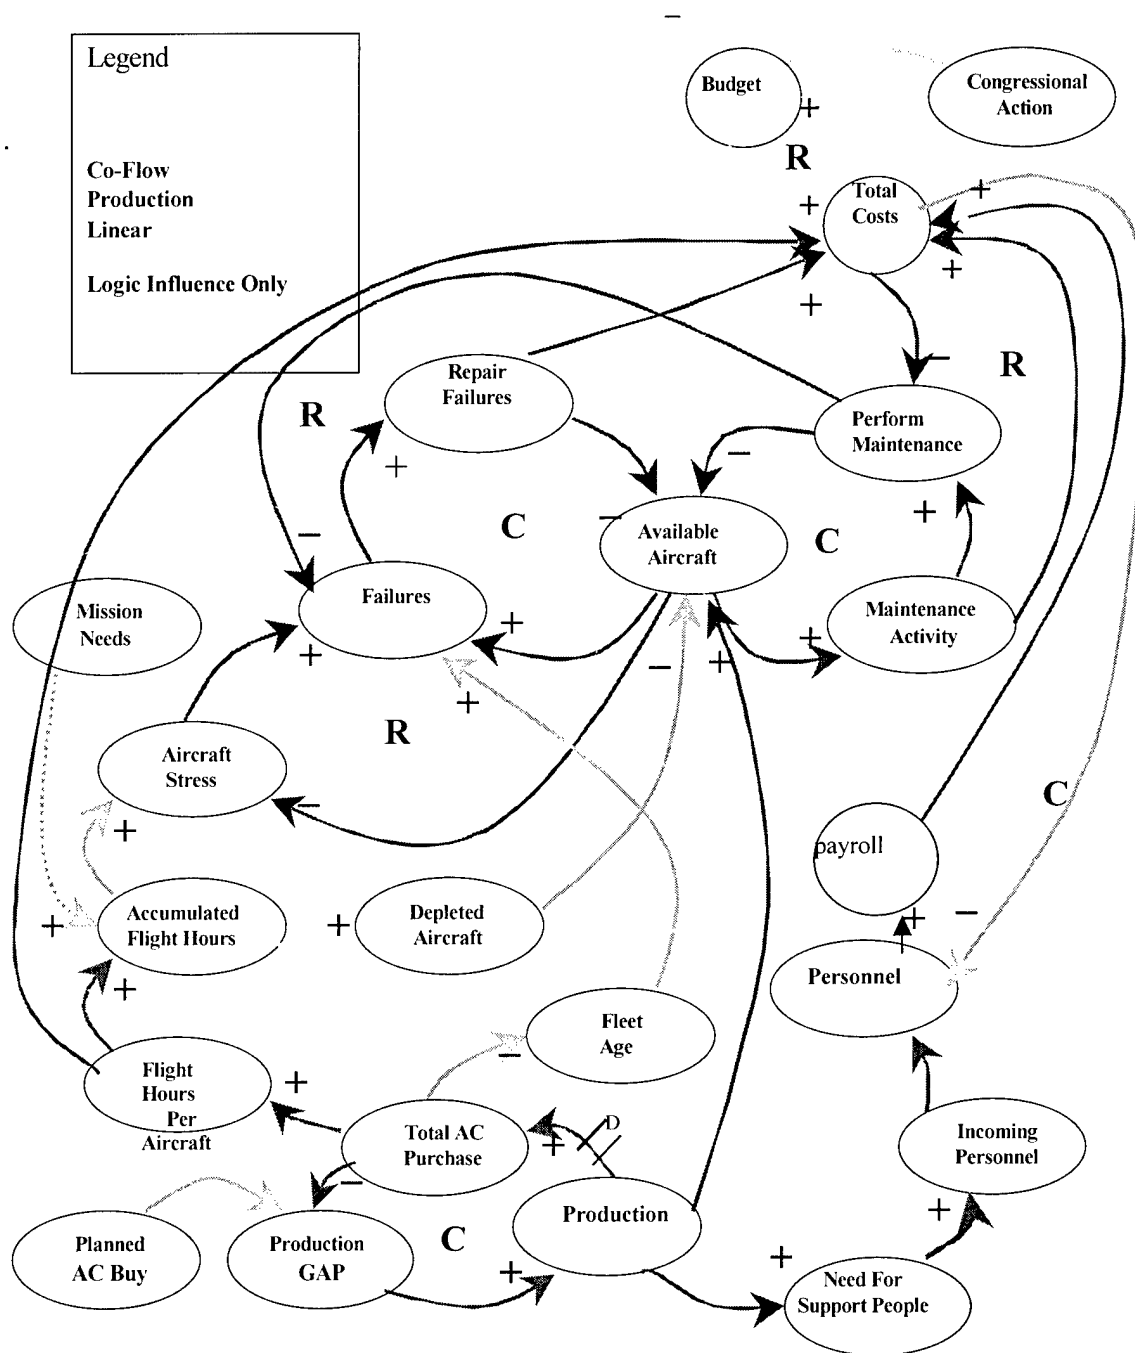 −
Legend
Co-Flow
Production
Linear
Logic Influence Only
Budget
+
Congressional
Action
R
+
Total
Costs
+
+
+
Repair
Failures
−
R
Perform
Maintenance
R
+
−
+
C
−
Available
Aircraft
C
−
Failures
+
+
Mission
Needs
+
−
+
Maintenance
Activity
+
R
Aircraft
Stress
−
+
C
payroll
+
−
+
Accumulated
Flight Hours
+
+
Depleted
Aircraft
Personnel
Fleet
Age
−
Flight
Hours
Per
Aircraft
+
Total AC
Purchase
+
D
Incoming
Personnel
−
+
Planned
AC Buy
Production
GAP
C
+
Production
+
Need For
Support People